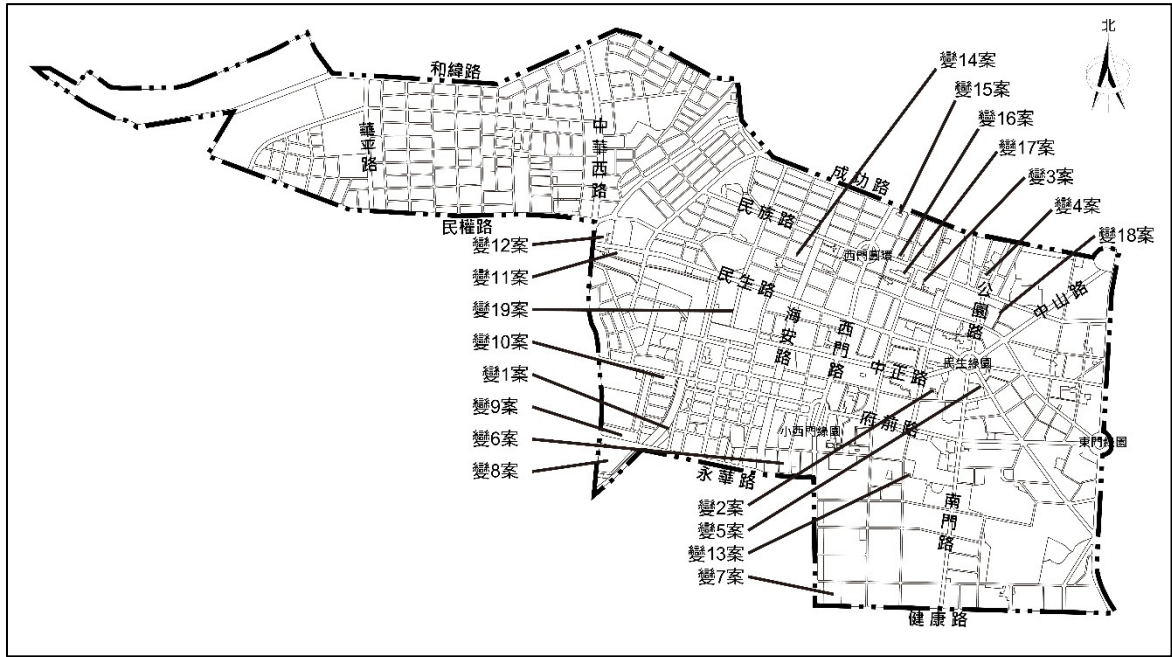 北
和緯路
華平路
中華西路
民權路
成功路
民族路
西門圓環
民生路
海安路
西門路
中正路
公園路
中山路
民生綠園
府前路
小西門綠園
東門綠園
永華路
南門路
健康路
變14案
變15案
變16案
變17案
變3案
變4案
變18案
變12案
變11案
變19案
變10案
變1案
變9案
變6案
變8案
變2案
變5案
變13案
變7案